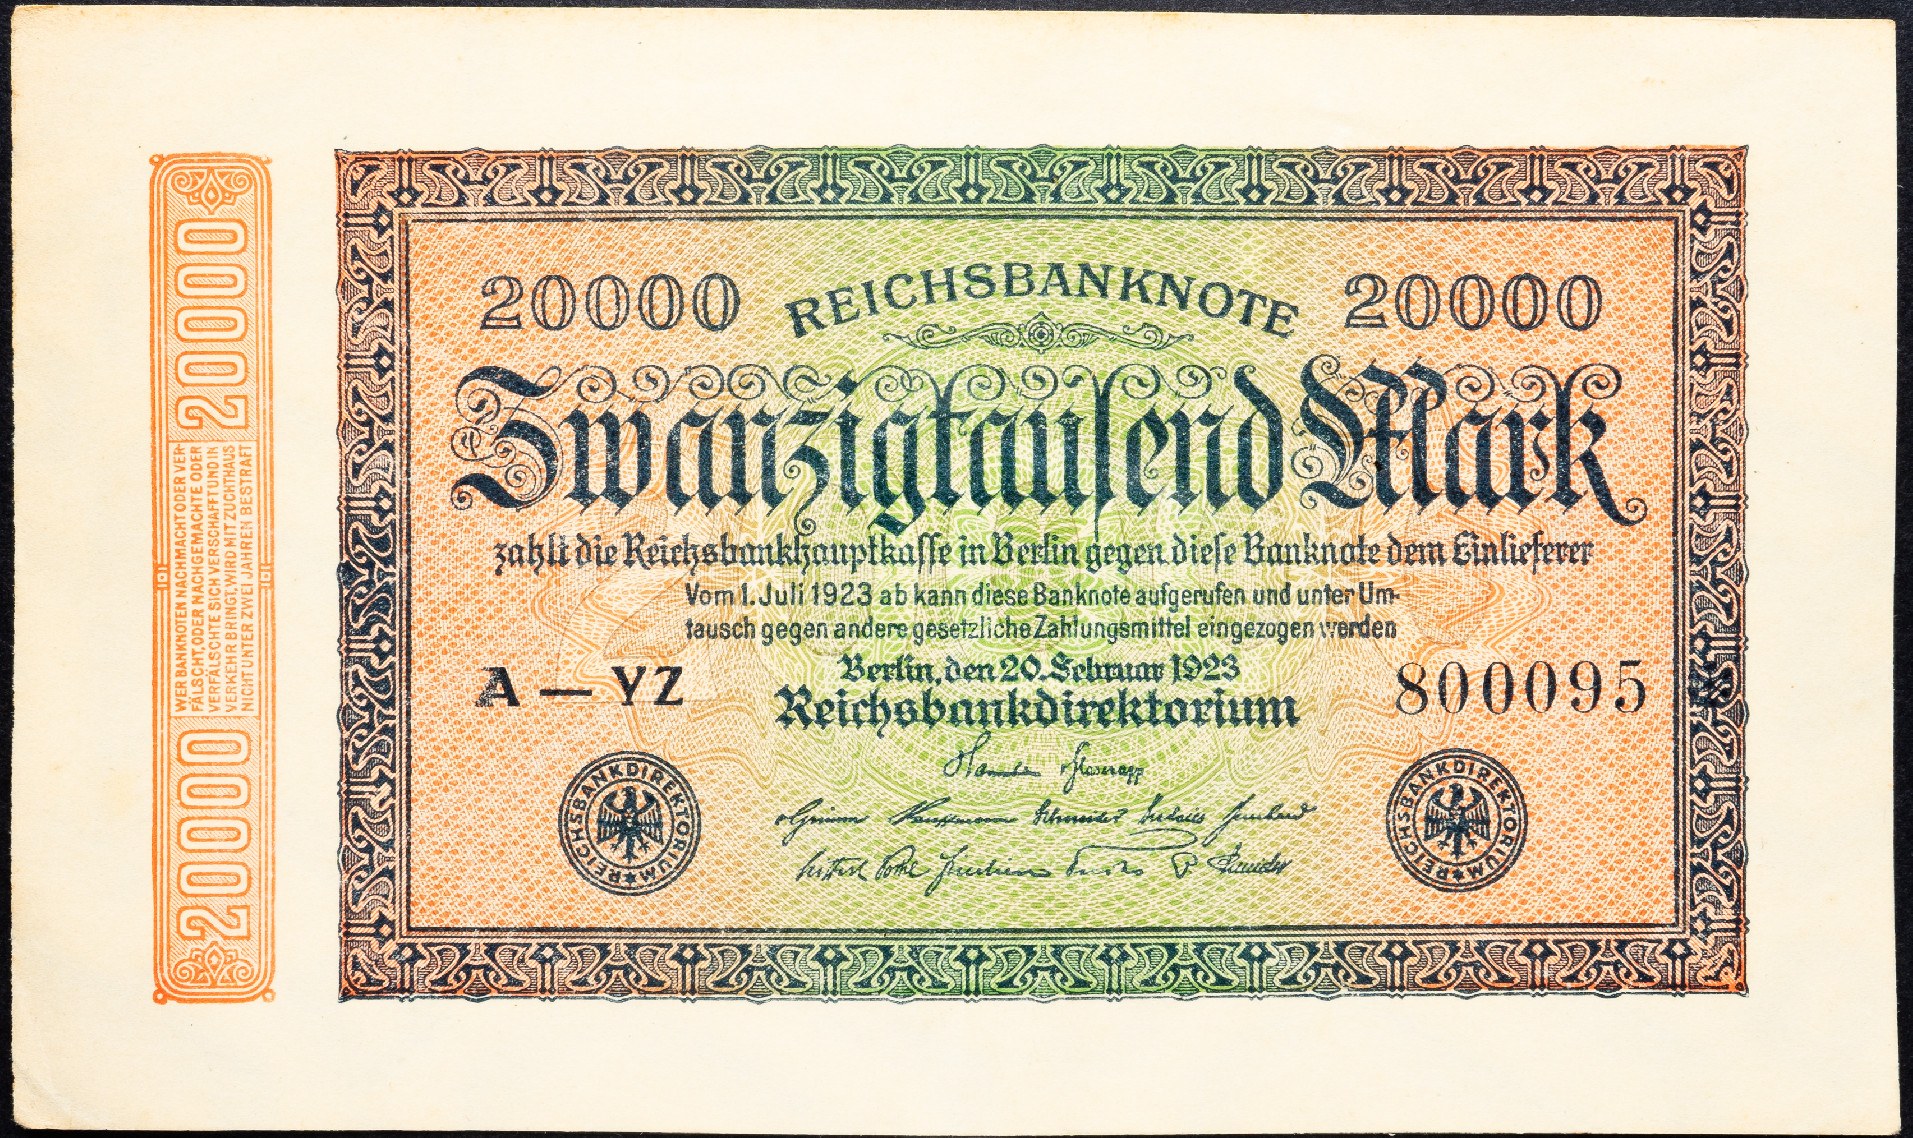 20000
WER BANKNOTEN NACHMACHT ODER VER-
FÄLSCHT, ODER NACHGEMACHTE ODER
VERFÄLSCHTE SICH VERSCHAFFT UND IN
VERKEHR BRINGT, WIRD MIT ZUCHTHAUS
NICHT UNTER ZWEI JAHREN BESTRAFT
20000
20000 REICHSBANKNOTE 20000
Zwanzigtausend Mark
zahlt die Reichsbankhauptkasse in Berlin gegen diese Banknote dem Einlieferer
Vom 1. Juli 1923 ab kann diese Banknote aufgerufen und unter Um-
tausch gegen andere gesetzliche Zahlungsmittel eingezogen werden
Berlin, den 20. Februar 1923
A — YZ
800095
Reichsbankdirektorium
Grimm Kauffmann Schneider
REICHSBANKDIREKTORIUM
REICHSBANKDIREKTORIUM